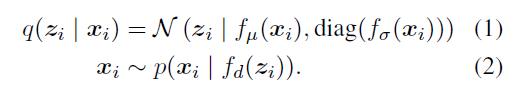 q(z_i | x_i) = 𝒩 (z_i | f_μ(x_i), diag(f_σ(x_i))) (1)
x_i ∼ p(x_i | f_d(z_i)). (2)